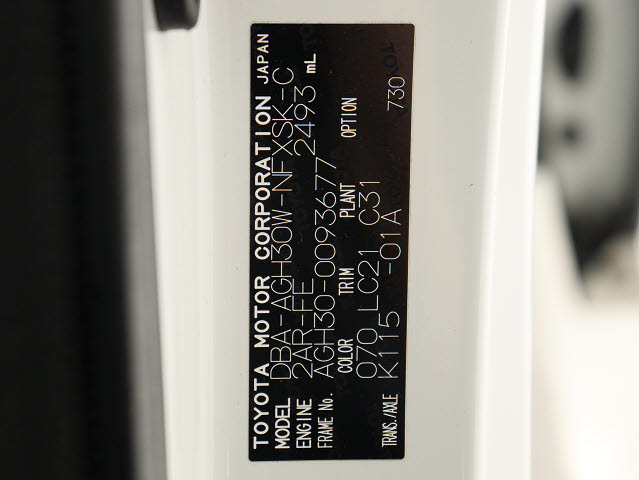 TOYOTA MOTOR CORPORATION JAPAN
MODEL DBA-AGH30W-NFXSK-C
ENGINE 2AR-FE 2493 mL
FRAME No. AGH30-0093677
COLOR TRIM PLANT OPTION
070 LC21 C31
TRANS./AXLE K115 -01A 730